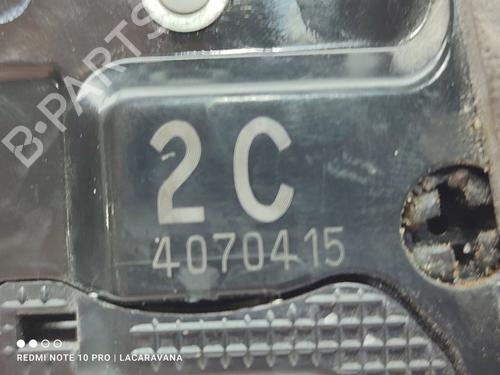 B-PARTS
2C
4070415
REDMI NOTE 10 PRO | LACARAVANA